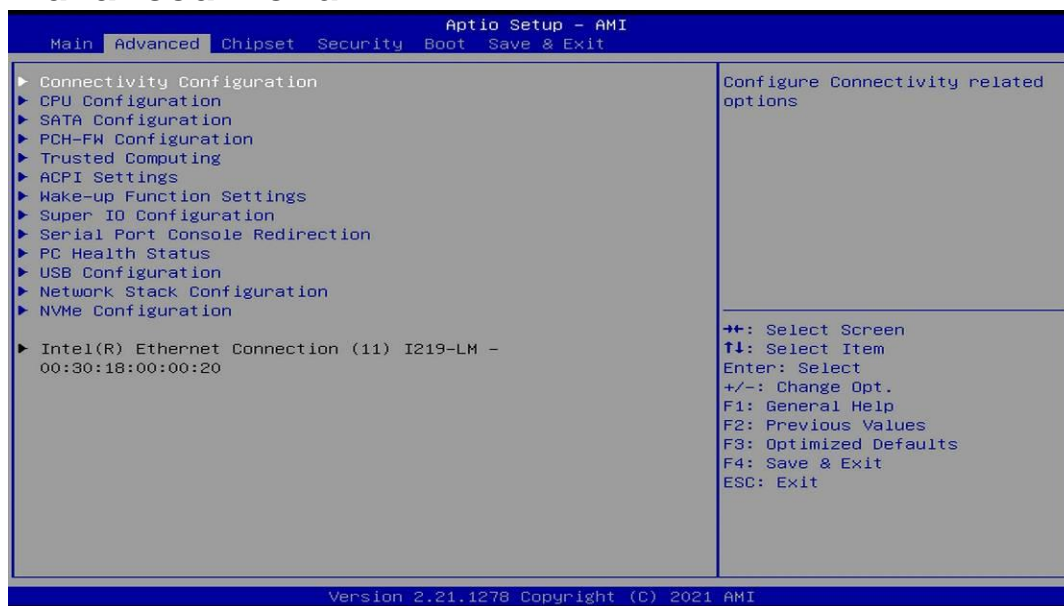 Aptio Setup – AMI
Main Advanced Chipset Security Boot Save & Exit
▶ Connectivity Configuration
▶ CPU Configuration
▶ SATA Configuration
▶ PCH-FW Configuration
▶ Trusted Computing
▶ ACPI Settings
▶ Wake-up Function Settings
▶ Super IO Configuration
▶ Serial Port Console Redirection
▶ PC Health Status
▶ USB Configuration
▶ Network Stack Configuration
▶ NVMe Configuration
▶ Intel(R) Ethernet Connection (11) I219-LM –
00:30:18:00:00:20
Configure Connectivity related
options
→←: Select Screen
↑↓: Select Item
Enter: Select
+/-: Change Opt.
F1: General Help
F2: Previous Values
F3: Optimized Defaults
F4: Save & Exit
ESC: Exit
Version 2.21.1278 Copyright (C) 2021 AMI